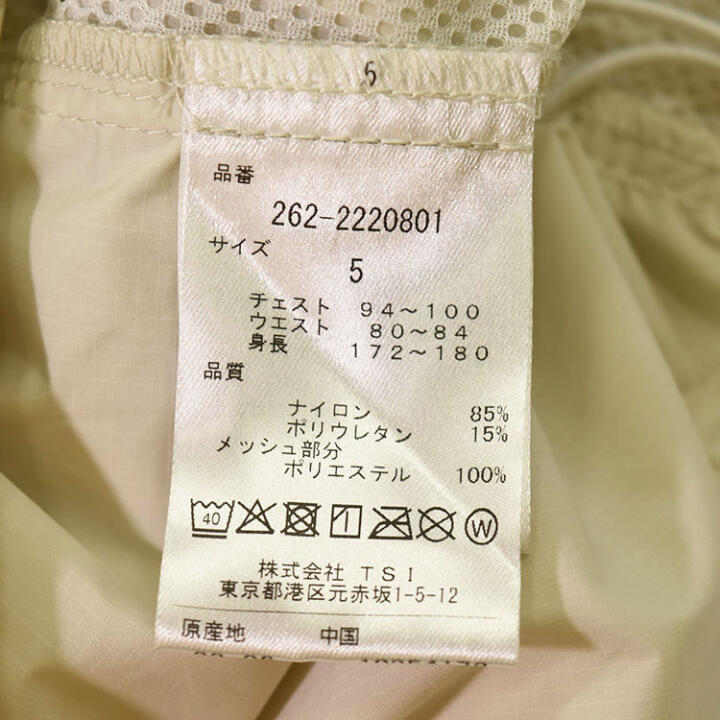 5
品番
262-2220801
サイズ
5
チェスト 94～100
ウエスト 80～84
身長 172～180
品質
ナイロン 85%
ポリウレタン 15%
メッシュ部分
ポリエステル 100%
40 W
株式会社 TSI
東京都港区元赤坂1-5-12
原産地 中国